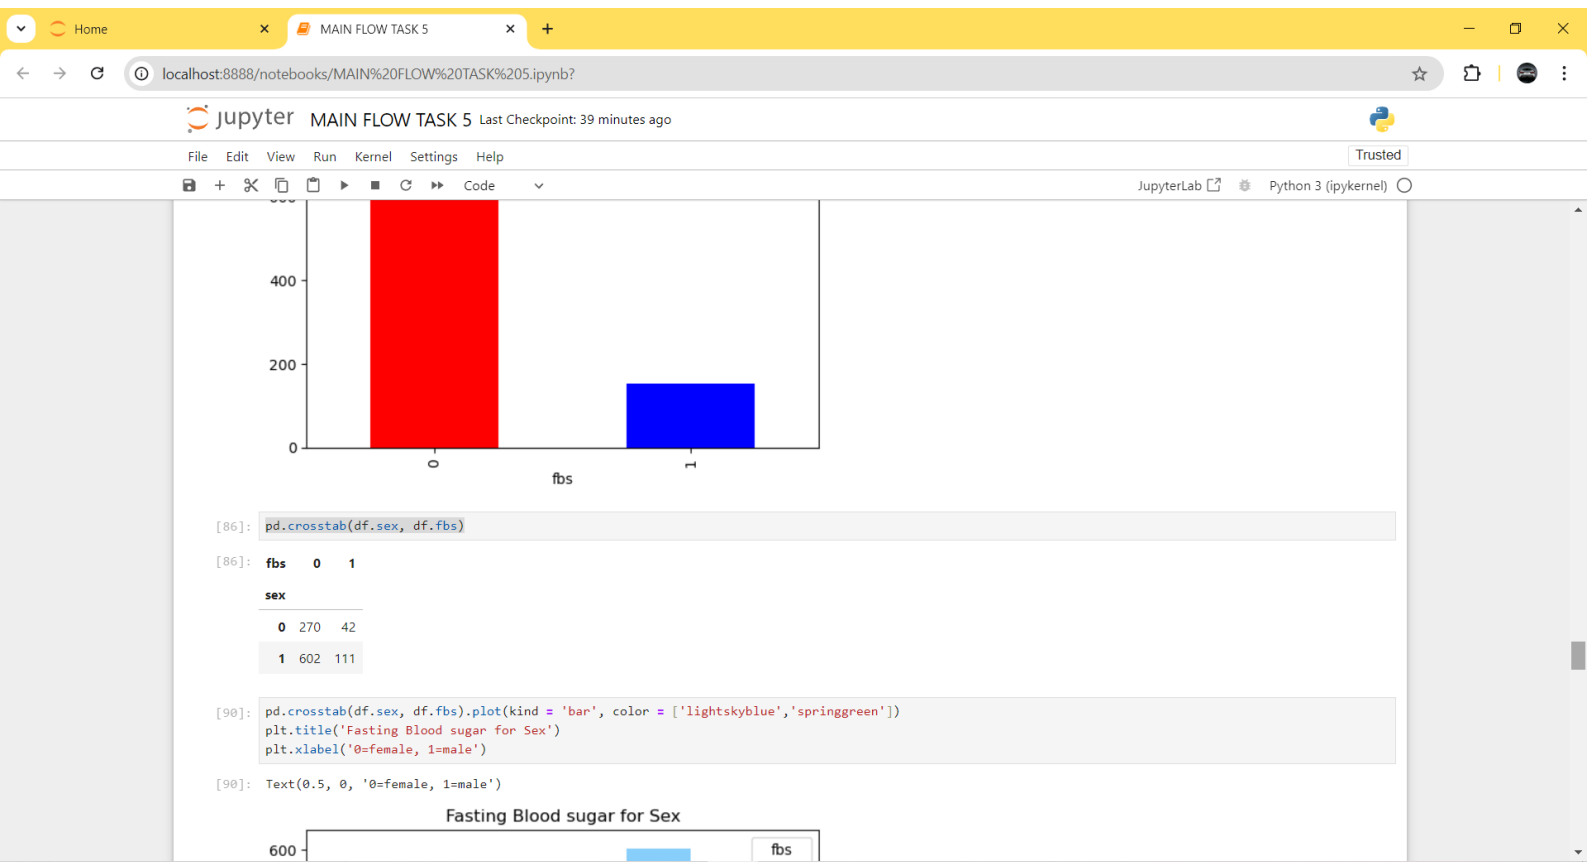 Home
MAIN FLOW TASK 5
localhost:8888/notebooks/MAIN%20FLOW%20TASK%205.ipynb?
jupyter MAIN FLOW TASK 5 Last Checkpoint: 39 minutes ago
File Edit View Run Kernel Settings Help Trusted
Code JupyterLab Python 3 (ipykernel)
400
200
0
0 1
fbs
[86]: pd.crosstab(df.sex, df.fbs)
[86]: fbs 0 1
sex
0 270 42
1 602 111
[90]: pd.crosstab(df.sex, df.fbs).plot(kind = 'bar', color = ['lightskyblue','springgreen'])
plt.title('Fasting Blood sugar for Sex')
plt.xlabel('0=female, 1=male')
[90]: Text(0.5, 0, '0=female, 1=male')
Fasting Blood sugar for Sex
600 fbs